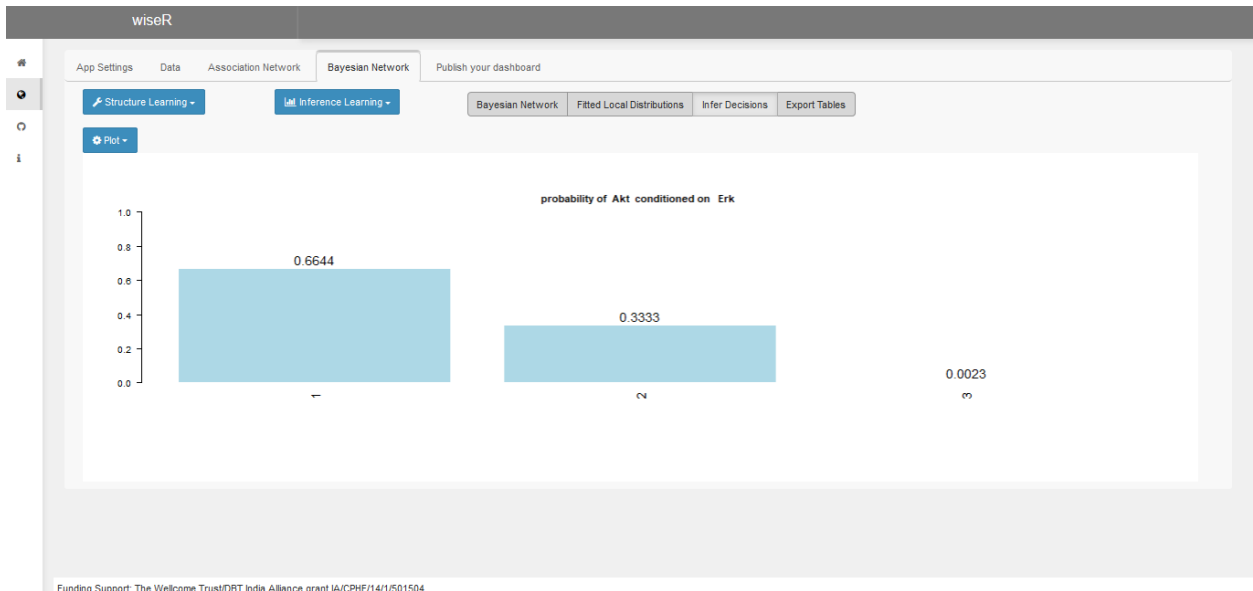 wiseR
App Settings Data Association Network Bayesian Network Publish your dashboard
Structure Learning Inference Learning Bayesian Network Fitted Local Distributions Infer Decisions Export Tables
Plot
probability of Akt conditioned on Erk
1.0
0.8
0.6
0.4
0.2
0.0
0.6644
0.3333
0.0023
1 2 3
Funding Support: The Wellcome Trust/DBT India Alliance grant IA/CPHE/14/1/501504